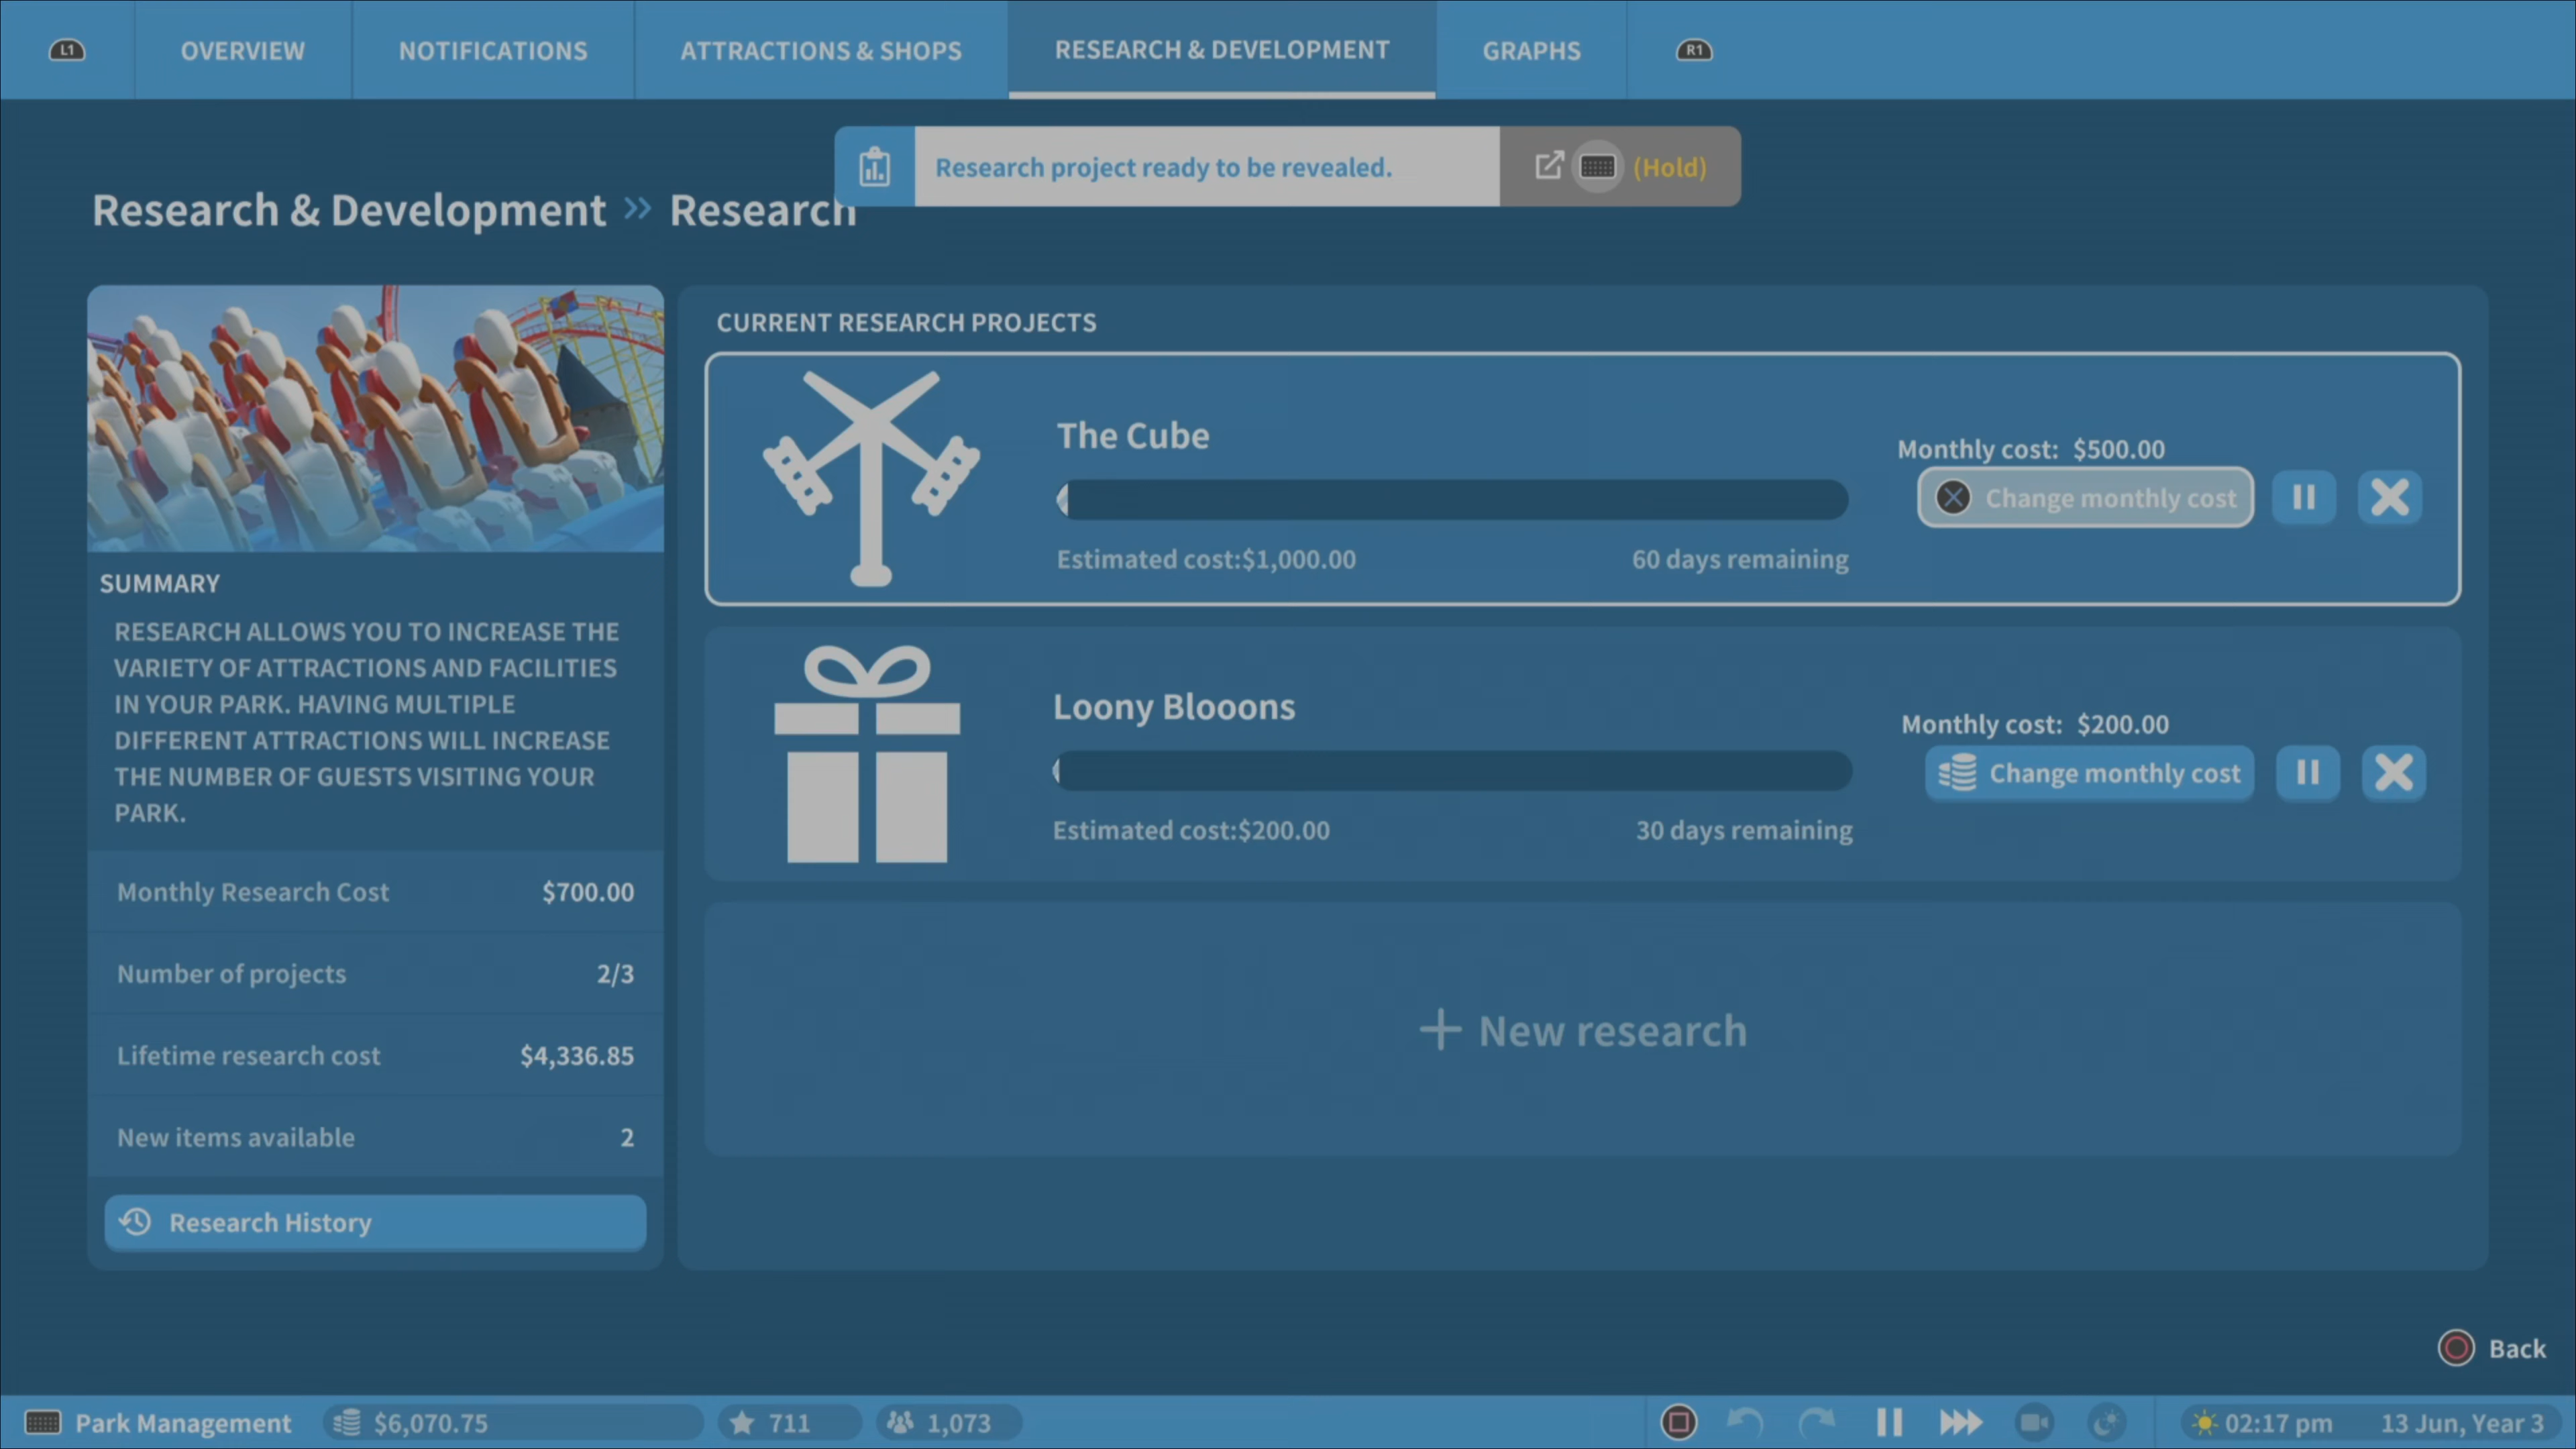 L1
OVERVIEW
NOTIFICATIONS
ATTRACTIONS & SHOPS
RESEARCH & DEVELOPMENT
GRAPHS
R1
Research project ready to be revealed.
(Hold)
Research & Development » Research
SUMMARY
RESEARCH ALLOWS YOU TO INCREASE THE
VARIETY OF ATTRACTIONS AND FACILITIES
IN YOUR PARK. HAVING MULTIPLE
DIFFERENT ATTRACTIONS WILL INCREASE
THE NUMBER OF GUESTS VISITING YOUR
PARK.
Monthly Research Cost $700.00
Number of projects 2/3
Lifetime research cost $4,336.85
New items available 2
Research History
CURRENT RESEARCH PROJECTS
The Cube
Estimated cost:$1,000.00
60 days remaining
Monthly cost: $500.00
Change monthly cost
Loony Blooons
Estimated cost:$200.00
30 days remaining
Monthly cost: $200.00
Change monthly cost
+ New research
Back
Park Management
$6,070.75
711
1,073
02:17 pm
13 Jun, Year 3